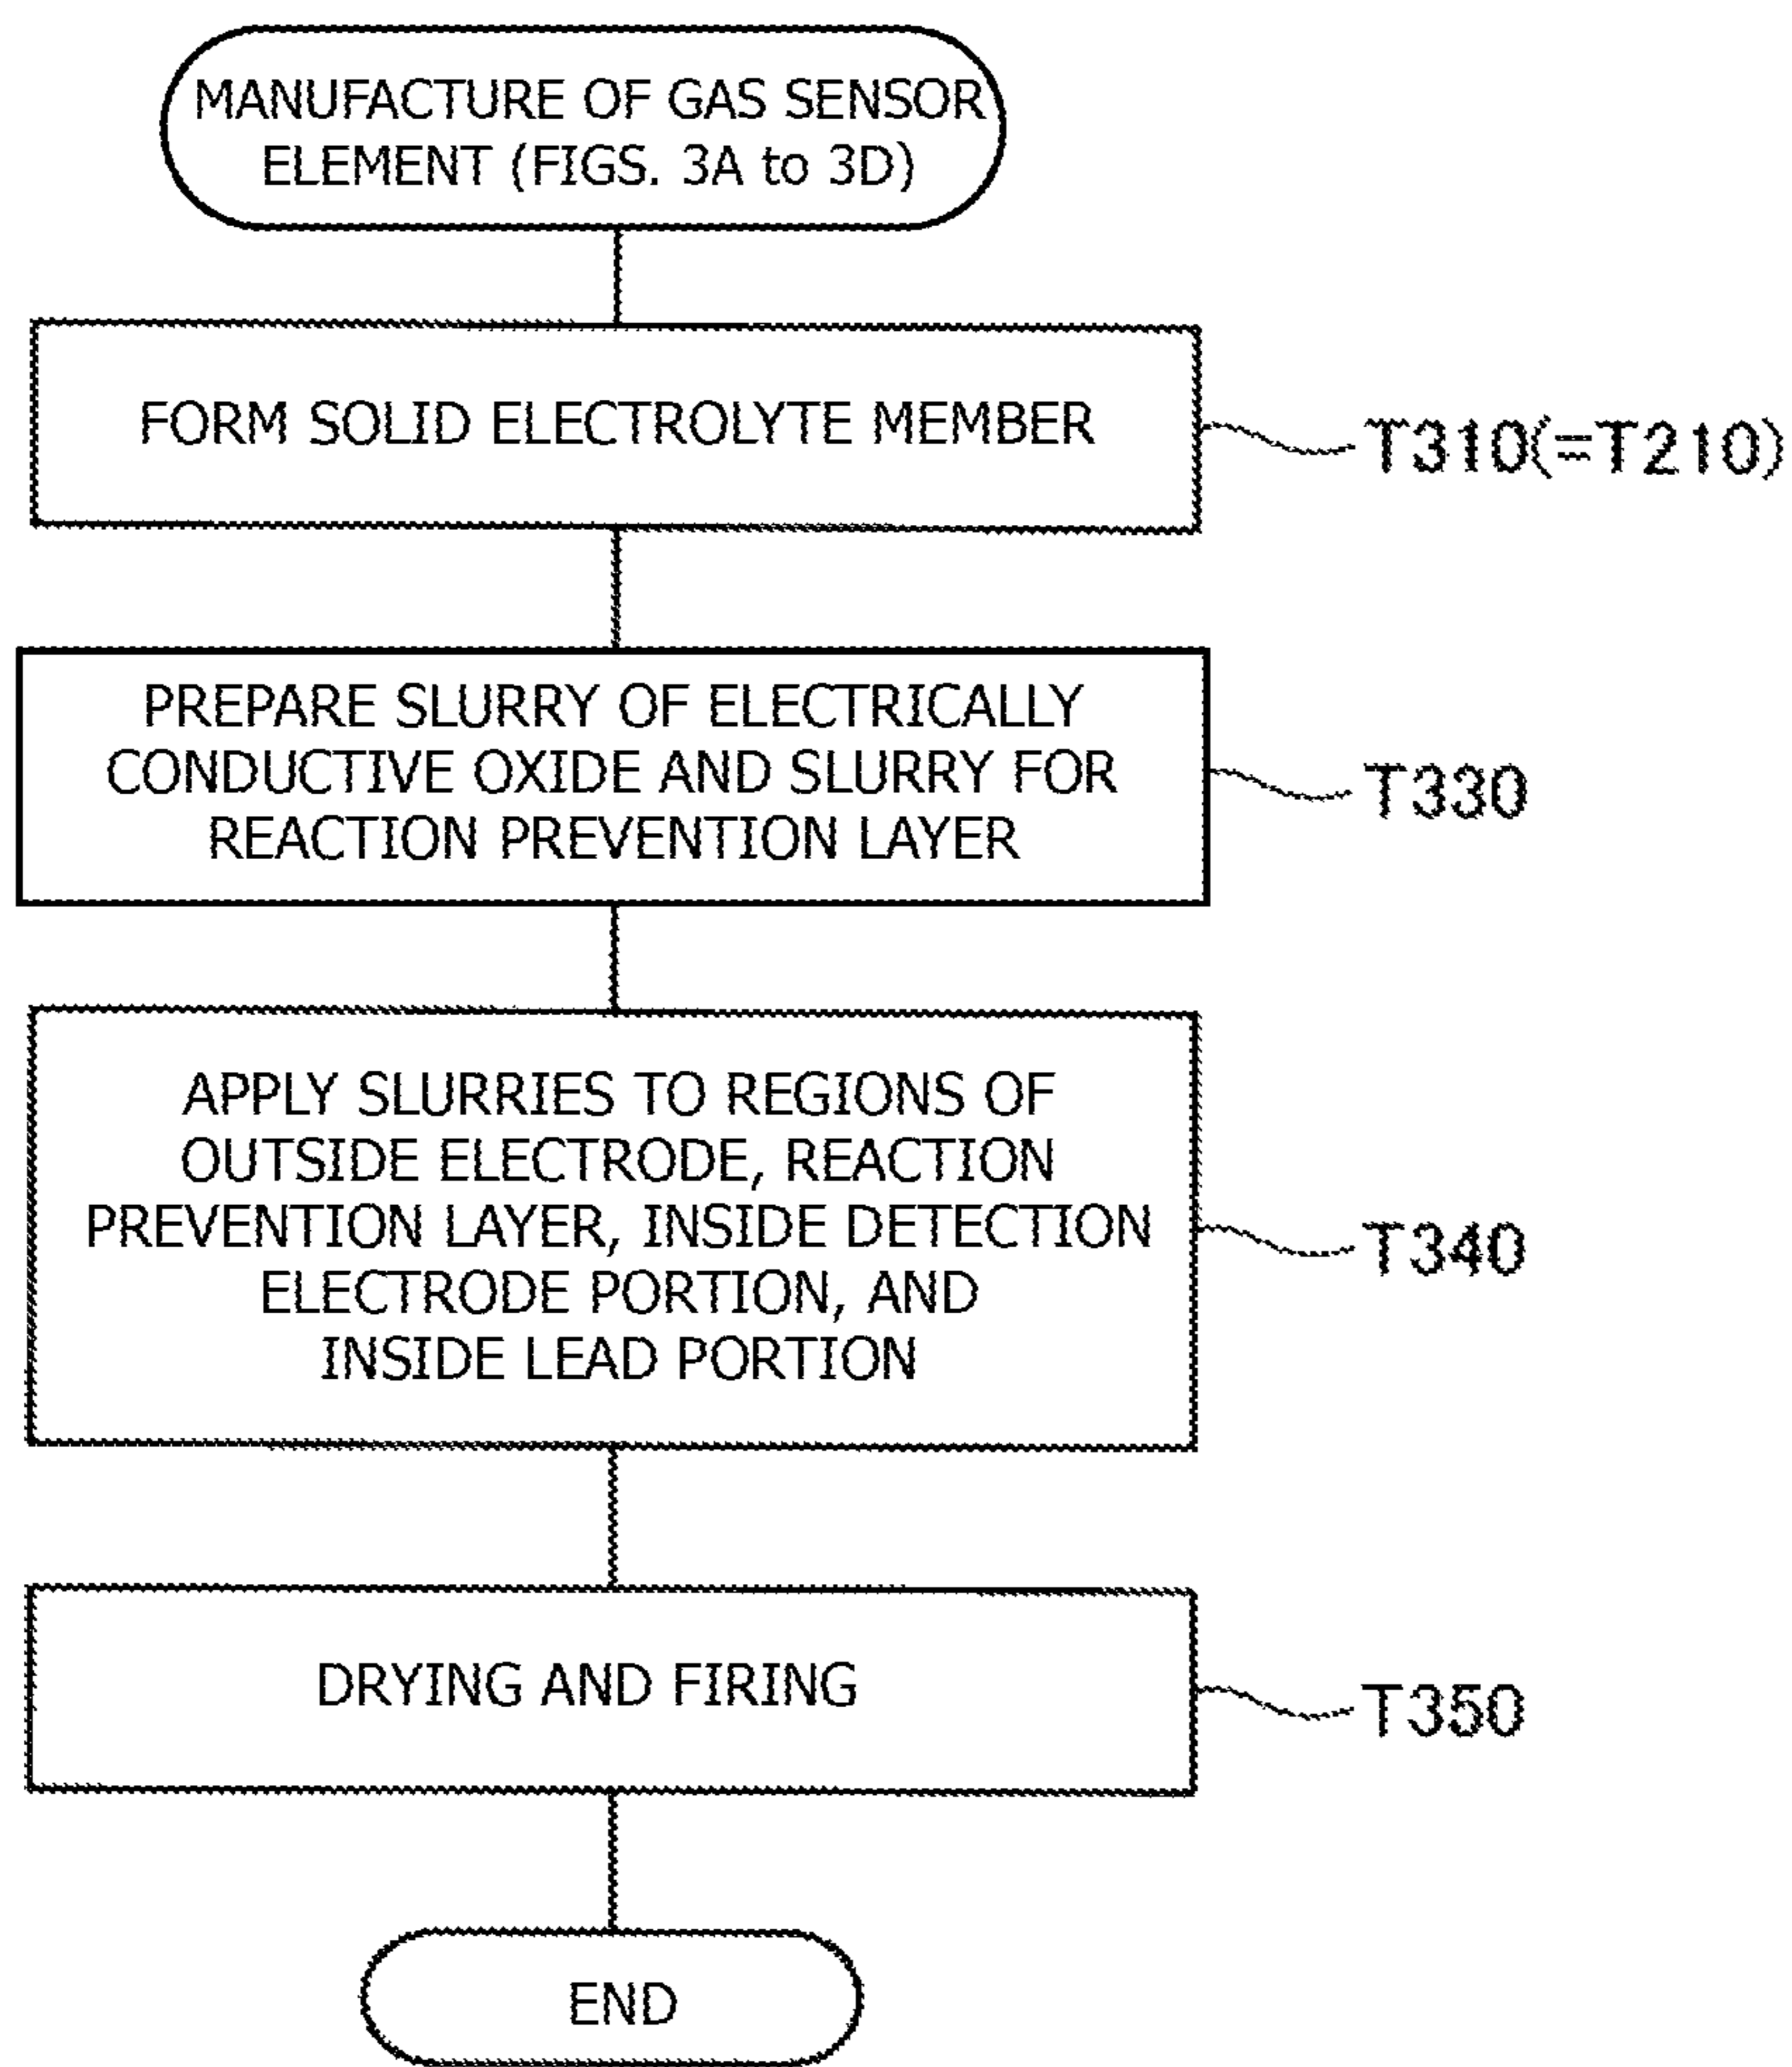 MANUFACTURE OF GAS SENSOR
ELEMENT (FIGS. 3A to 3D)
FORM SOLID ELECTROLYTE MEMBER
T310(=T210)
PREPARE SLURRY OF ELECTRICALLY
CONDUCTIVE OXIDE AND SLURRY FOR
REACTION PREVENTION LAYER
T330
APPLY SLURRIES TO REGIONS OF
OUTSIDE ELECTRODE, REACTION
PREVENTION LAYER, INSIDE DETECTION
ELECTRODE PORTION, AND
INSIDE LEAD PORTION
T340
DRYING AND FIRING
T350
END